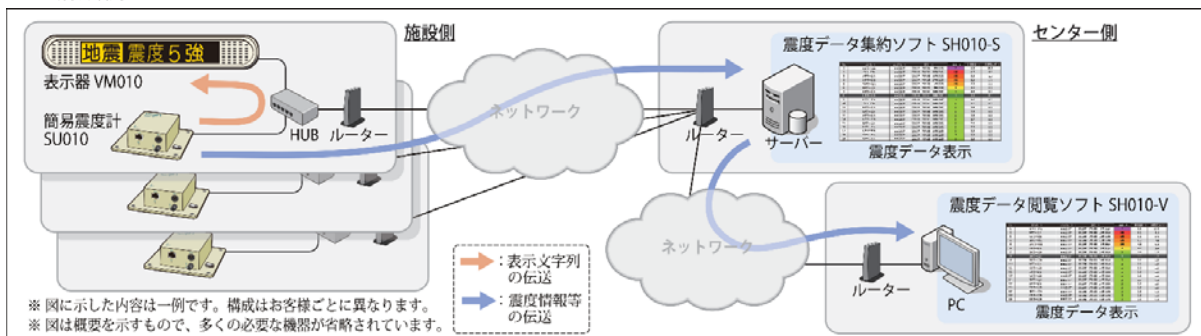 施設側
地震 震度5強
表示器 VM010
簡易震度計
SU010
HUB
ルーター
ネットワーク
センター側
震度データ集約ソフト SH010-S
ルーター
サーバー
震度データ表示
ネットワーク
震度データ閲覧ソフト SH010-V
ルーター
PC
震度データ表示
:表示文字列
の伝送
:震度情報等
の伝送
※ 図に示した内容は一例です。構成はお客様ごとに異なります。
※ 図は概要を示すもので、多くの必要な機器が省略されています。